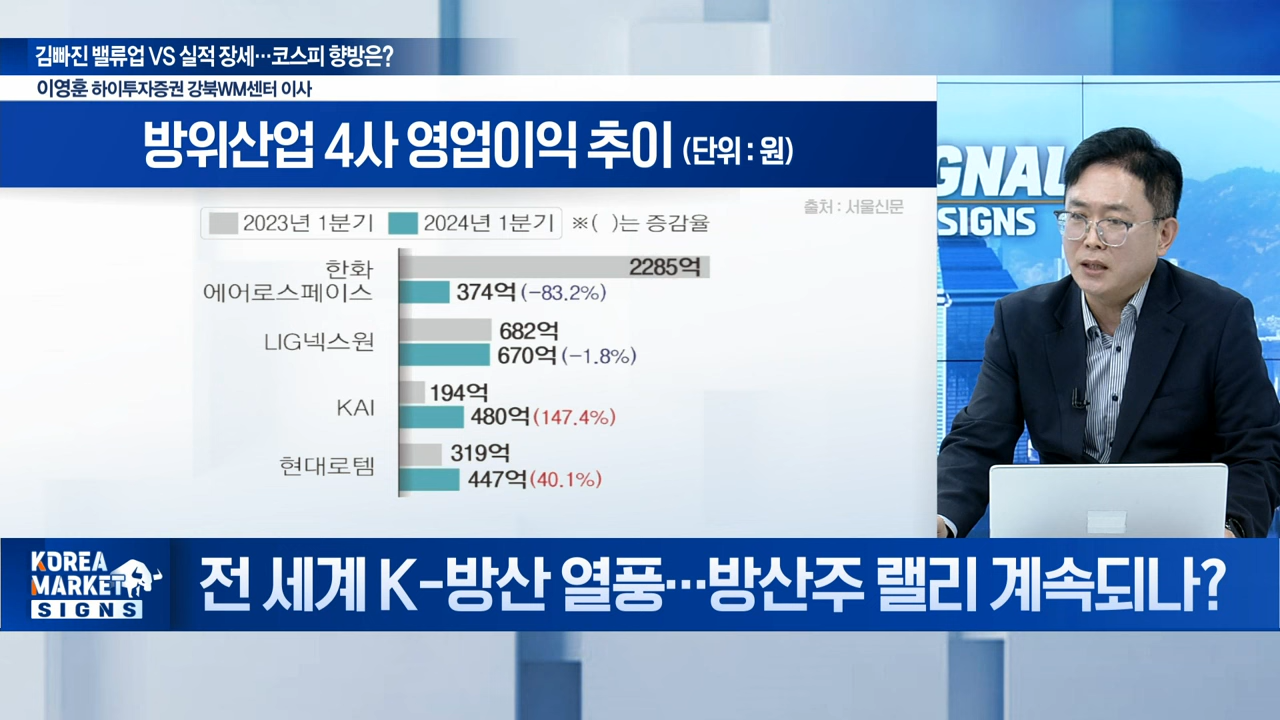 김빠진 밸류업 VS 실적 장세…코스피 향방은?
이영훈 하이투자증권 강북WM센터 이사
방위산업 4사 영업이익 추이 (단위 : 원)
출처 : 서울신문
2023년 1분기 2024년 1분기 ※( )는 증감율
한화
에어로스페이스
2285억
374억(-83.2%)
LIG넥스원
682억
670억(-1.8%)
KAI
194억
480억(147.4%)
현대로템
319억
447억(40.1%)
GNAL
SIGNS
KOREA
MARKET
SIGNS
전 세계 K-방산 열풍…방산주 랠리 계속되나?